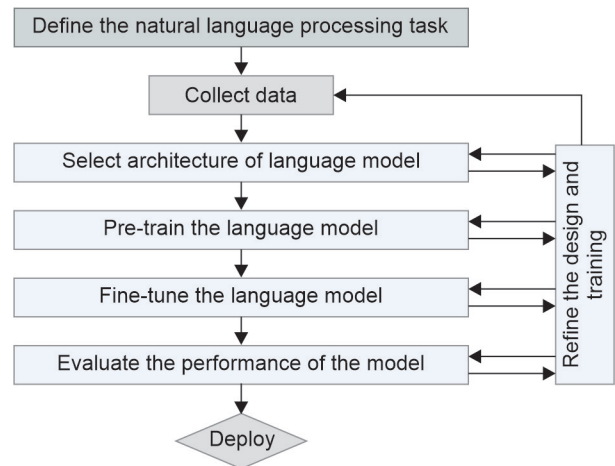 Define the natural language processing task
Collect data
Select architecture of language model
Pre-train the language model
Fine-tune the language model
Evaluate the performance of the model
Deploy
Refine the design and
training